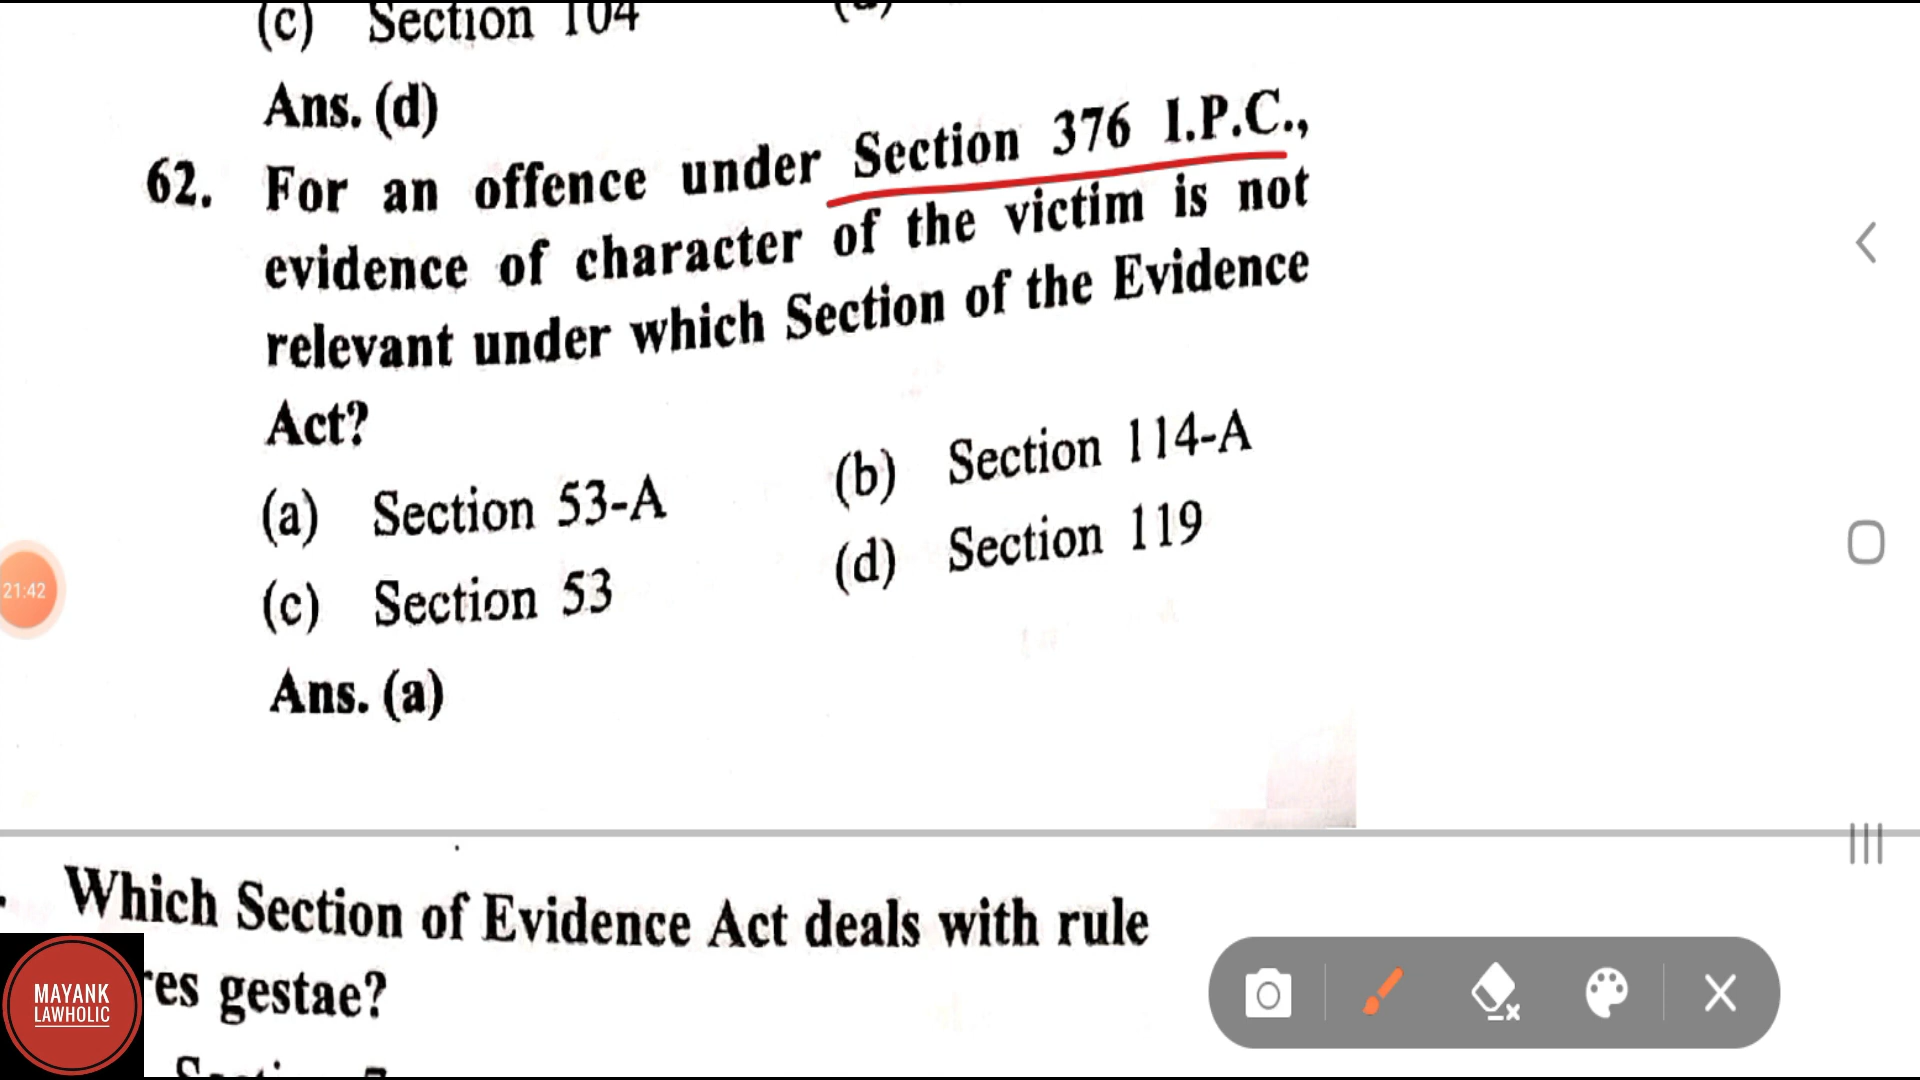 (c) Section 104
Ans. (d)
62. For an offence under Section 376 I.P.C.,
evidence of character of the victim is not
relevant under which Section of the Evidence
Act?
(a) Section 53-A (b) Section 114-A
(c) Section 53 (d) Section 119
Ans. (a)
21:42
Which Section of Evidence Act deals with rule
res gestae?
MAYANK
LAWHOLIC